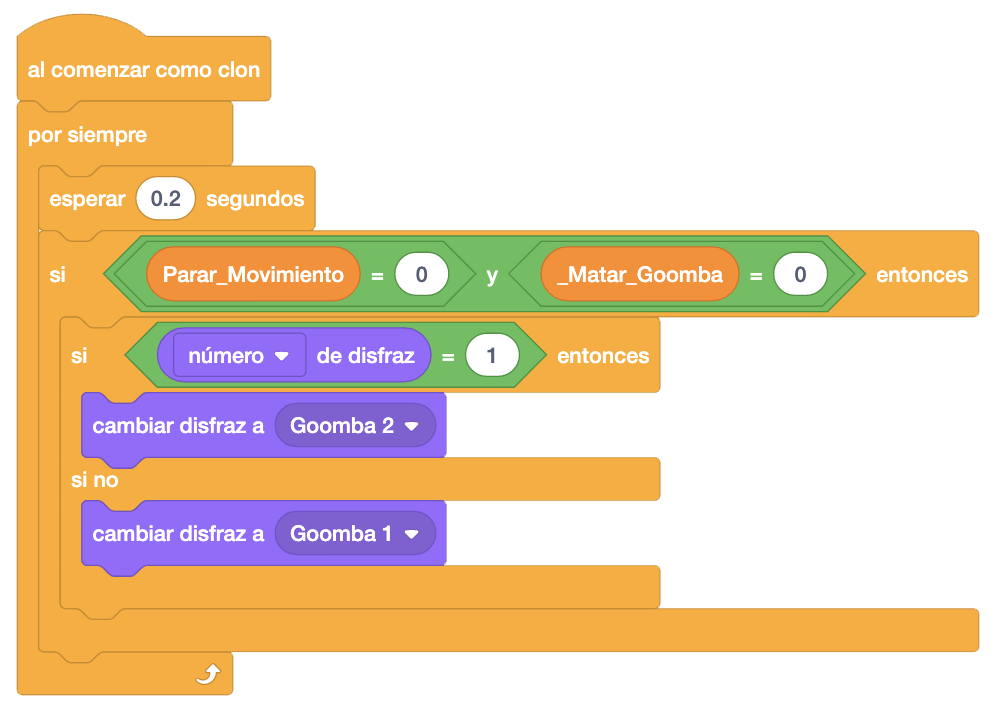 al comenzar como clon
por siempre
esperar 0.2 segundos
si Parar_Movimiento = 0 y _Matar_Goomba = 0 entonces
si número de disfraz = 1 entonces
cambiar disfraz a Goomba 2
si no
cambiar disfraz a Goomba 1